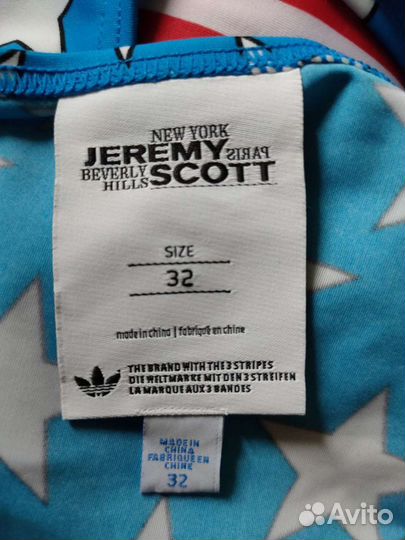 NEW YORK
JEREMY PARIS
BEVERLY HILLS SCOTT
SIZE
32
made in china | fabriqué en chine
THE BRAND WITH THE 3 STRIPES
DIE WELTMARKE MIT DEN 3 STREIFEN
LA MARQUE AUX 3 BANDES
MADE IN
CHINA
FABRIQUE EN
CHINE
32
Avito